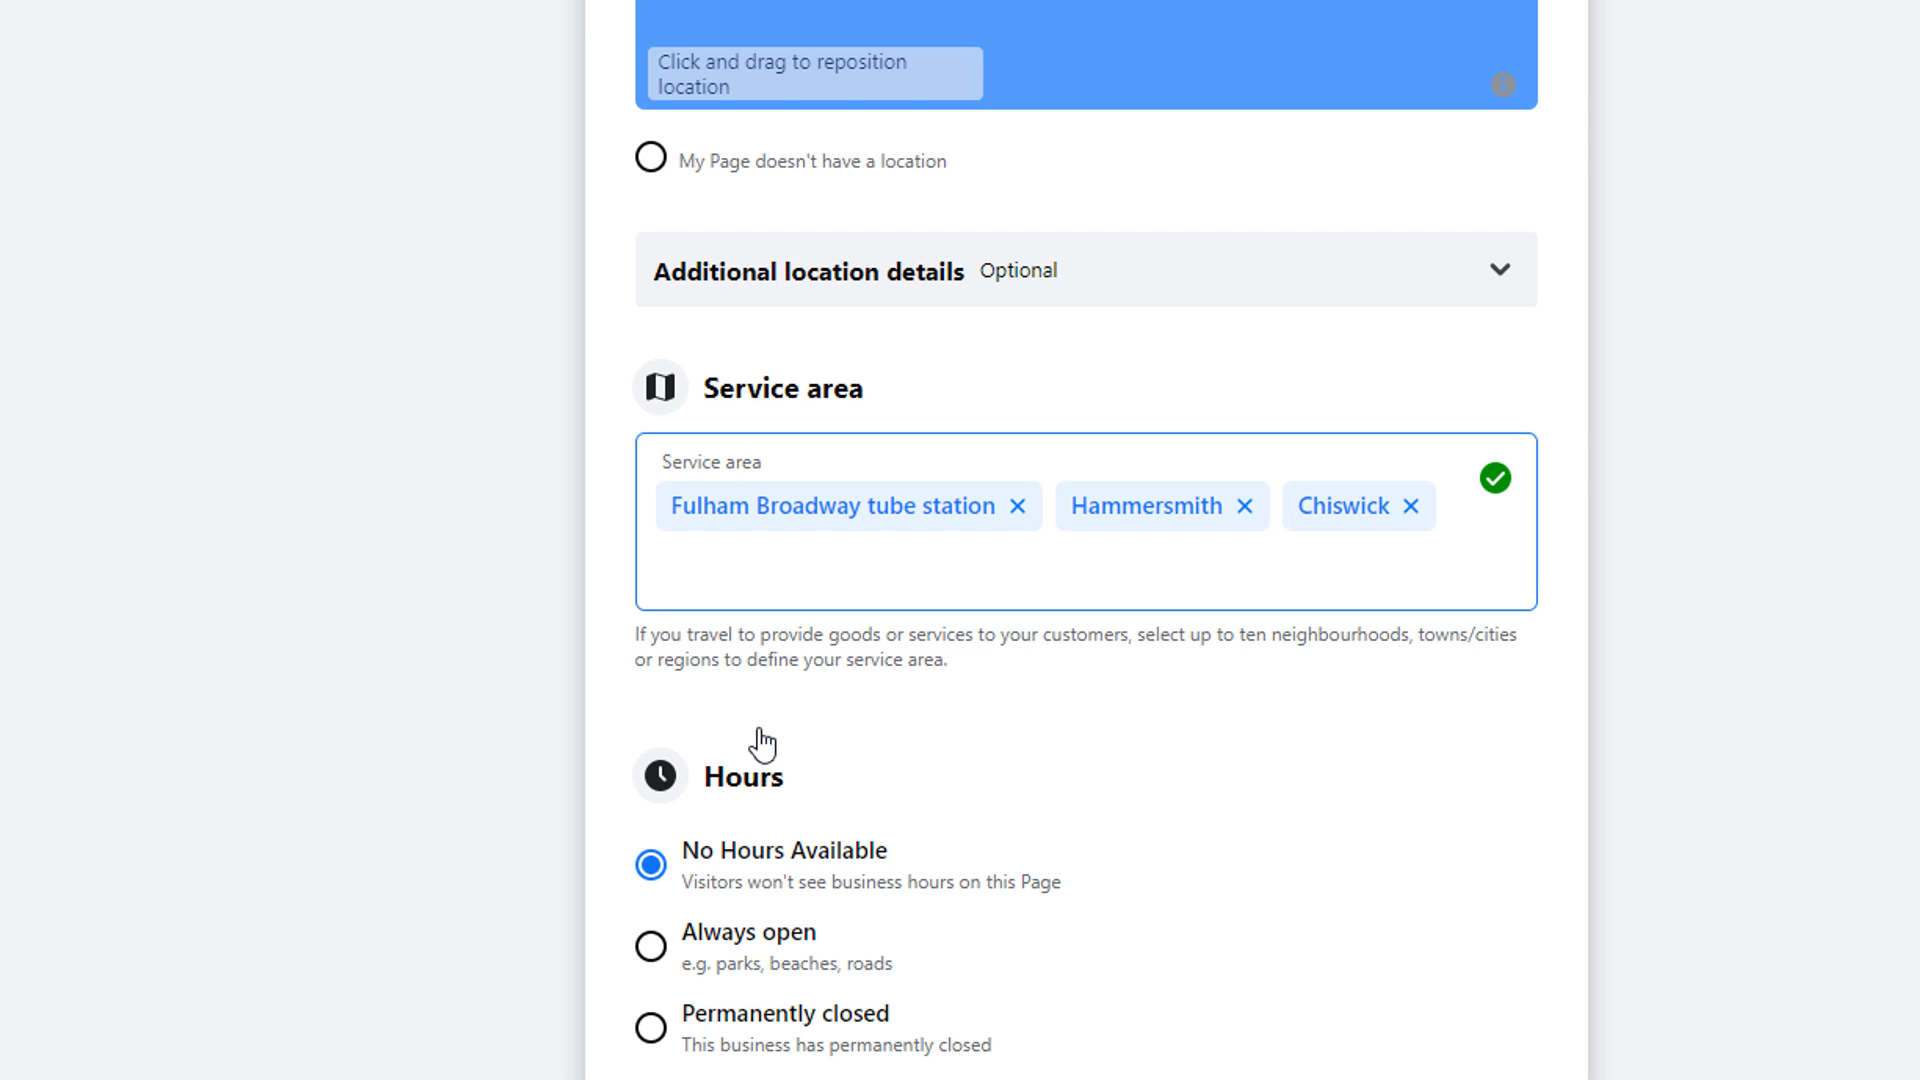 Click and drag to reposition
location
My Page doesn't have a location
Additional location details Optional
Service area
Service area
Fulham Broadway tube station Hammersmith Chiswick
If you travel to provide goods or services to your customers, select up to ten neighbourhoods, towns/cities
or regions to define your service area.
Hours
No Hours Available
Visitors won't see business hours on this Page
Always open
e.g. parks, beaches, roads
Permanently closed
This business has permanently closed